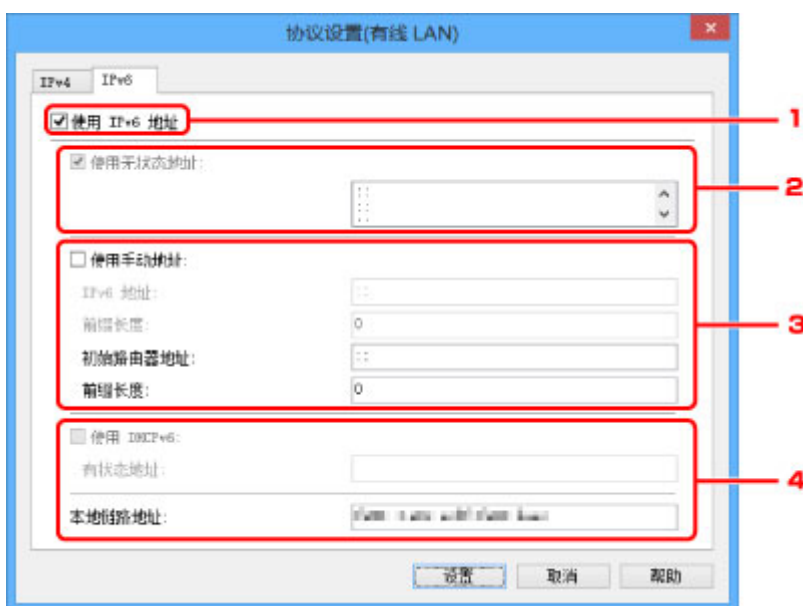 协议设置(有线 LAN)
IPv4 IPv6
使用 IPv6 地址
1
使用无状态地址:
::
::
::
2
使用手动地址:
IPv6 地址: ::
前缀长度: 0
3
初始路由器地址: ::
前缀长度: 0
使用 DHCPv6:
有状态地址:
4
本地链路地址:
设置 取消 帮助